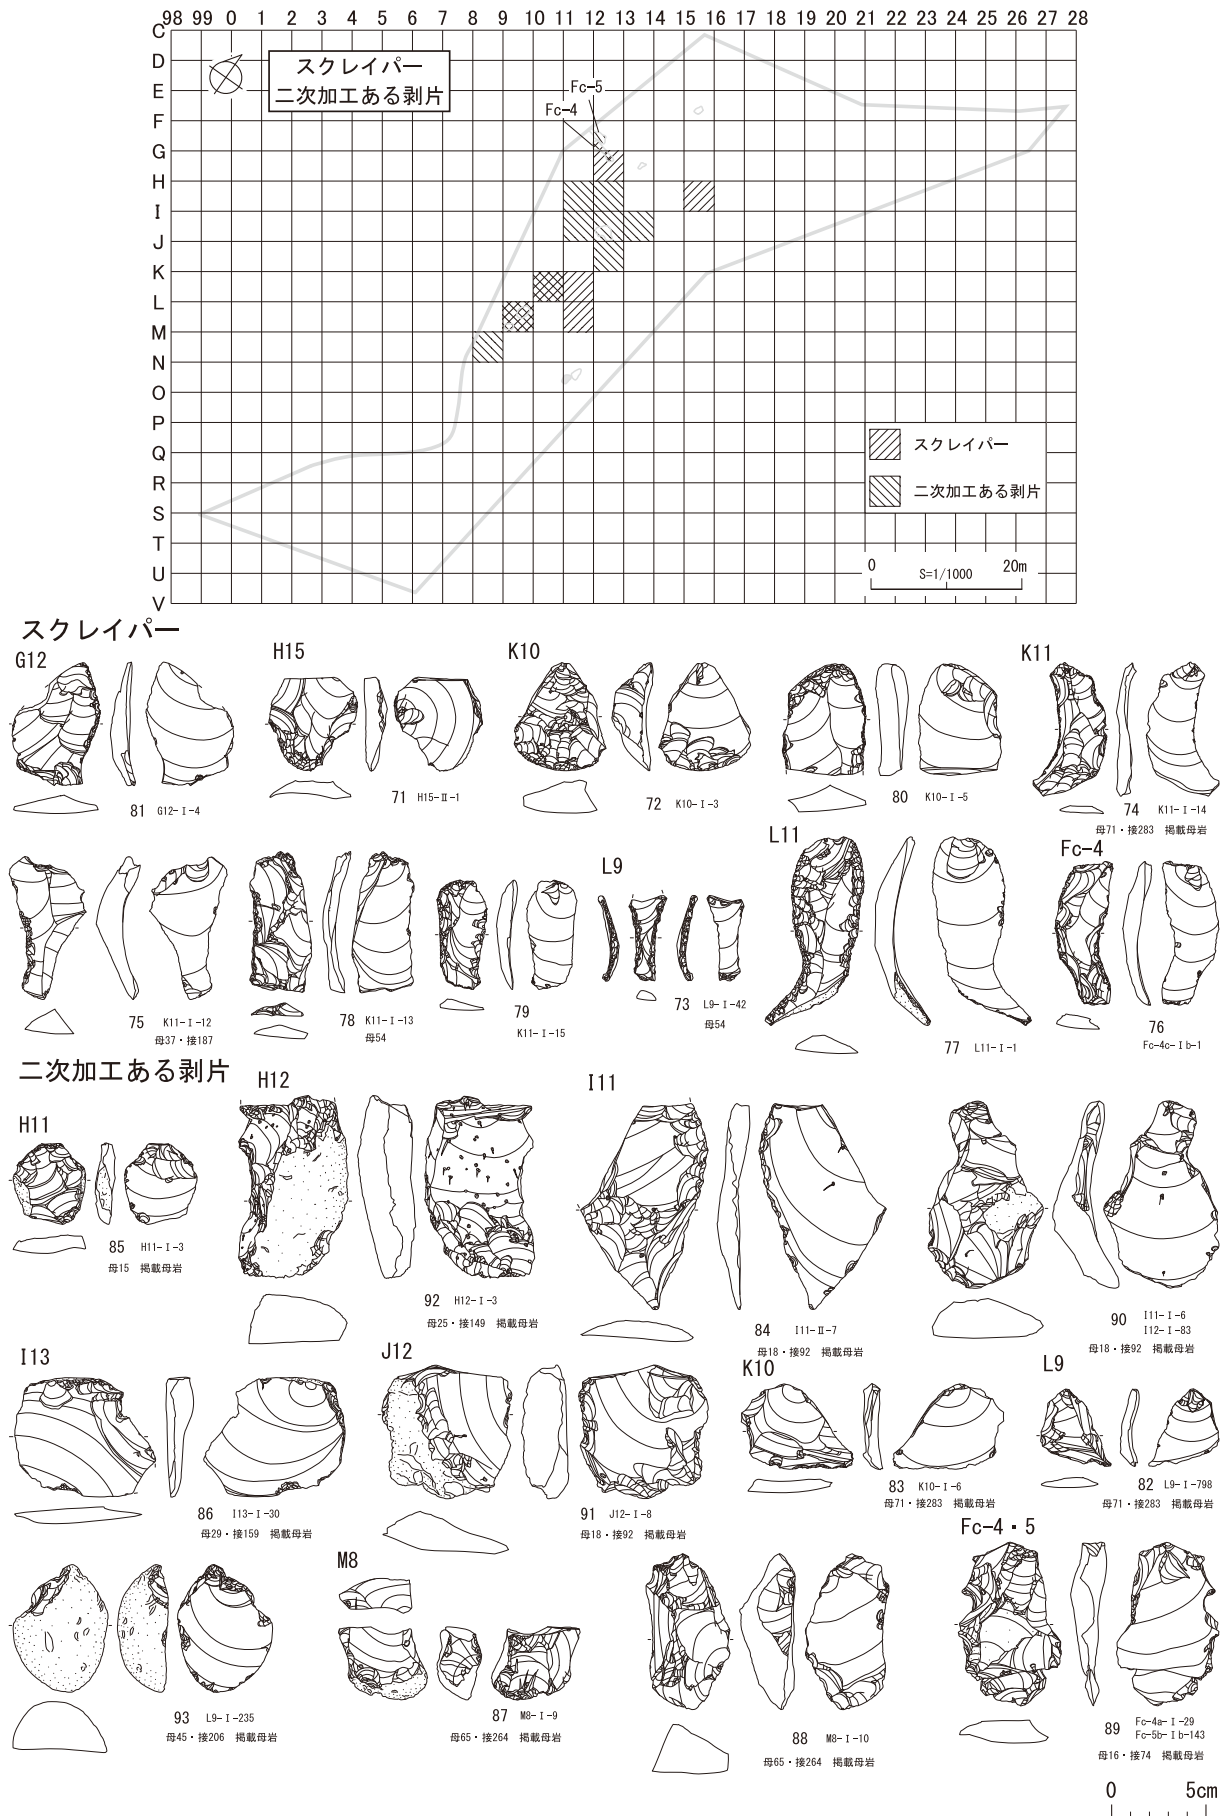 98 99 0 1 2 3 4 5 6 7 8 9 10 11 12 13 14 15 16 17 18 19 20 21 22 23 24 25 26 27 28
C
D
E
F
G
H
I
J
K
L
M
N
O
P
Q
R
S
T
U
V
スクレイパー
二次加工ある剥片
Fc-5
Fc-4
スクレイパー
二次加工ある剥片
0 20m
S=1/1000
スクレイパー
G12
81 G12-Ⅰ-4
H15
71 H15-Ⅱ-1
K10
72 K10-Ⅰ-3
80 K10-Ⅰ-5
K11
74 K11-Ⅰ-14
母71・接283 掲載母岩
75 K11-Ⅰ-12
母37・接187
78 K11-Ⅰ-13
母54
79
K11-Ⅰ-15
L9
73 L9-Ⅰ-42
母54
L11
77 L11-Ⅰ-1
Fc-4
76
Fc-4c-Ⅰb-1
二次加工ある剥片
H11
85 H11-Ⅰ-3
母15 掲載母岩
H12
92 H12-Ⅰ-3
母25・接149 掲載母岩
I11
84 I11-Ⅱ-7
母18・接92 掲載母岩
90 I11-Ⅰ-6
I12-Ⅰ-83
母18・接92 掲載母岩
I13
86 I13-Ⅰ-30
母29・接159 掲載母岩
J12
91 J12-Ⅰ-8
母18・接92 掲載母岩
K10
83 K10-Ⅰ-6
母71・接283 掲載母岩
L9
82 L9-Ⅰ-798
母71・接283 掲載母岩
93 L9-Ⅰ-235
母45・接206 掲載母岩
M8
87 M8-Ⅰ-9
母65・接264 掲載母岩
88 M8-Ⅰ-10
母65・接264 掲載母岩
Fc-4・5
89 Fc-4a-Ⅰ-29
Fc-5b-Ⅰb-143
母16・接74 掲載母岩
0 5cm